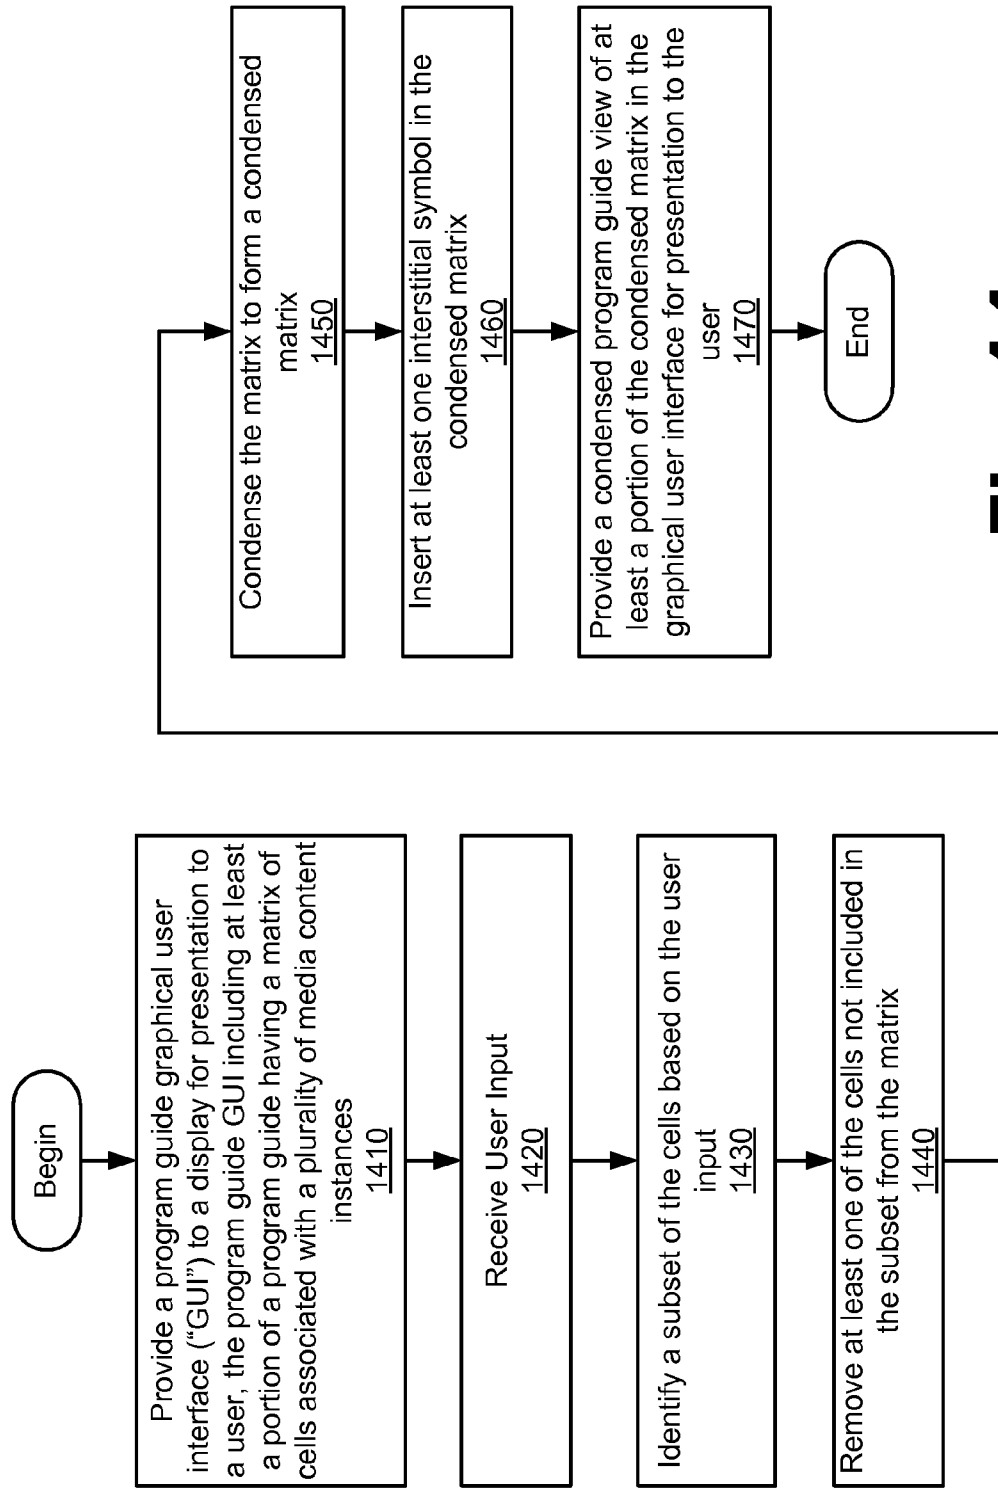 Begin
Provide a program guide graphical user
interface (“GUI”) to a display for presentation to
a user, the program guide GUI including at least
a portion of a program guide having a matrix of
cells associated with a plurality of media content
instances
1410
Receive User Input
1420
Identify a subset of the cells based on the user
input
1430
Remove at least one of the cells not included in
the subset from the matrix
1440
Condense the matrix to form a condensed
matrix
1450
Insert at least one interstitial symbol in the
condensed matrix
1460
Provide a condensed program guide view of at
least a portion of the condensed matrix in the
graphical user interface for presentation to the
user
1470
End